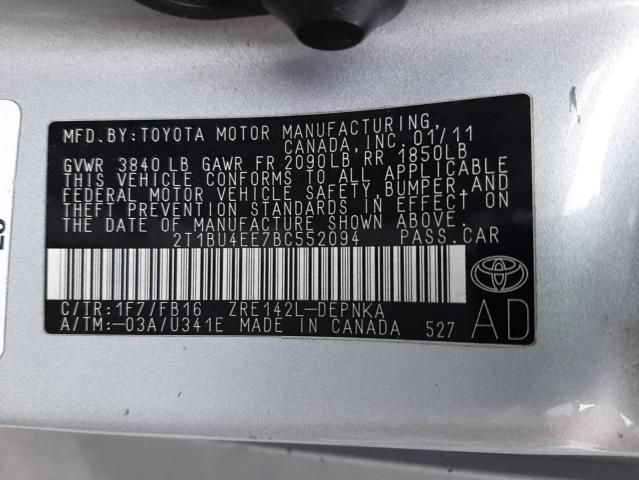 MFD. BY: TOYOTA MOTOR MANUFACTURING,
CANADA, INC. 01/11
GVWR 3840 LB GAWR FR 2090LB RR 1850LB
THIS VEHICLE CONFORMS TO ALL APPLICABLE
FEDERAL MOTOR VEHICLE SAFETY, BUMPER, AND
THEFT PREVENTION STANDARDS IN EFFECT ON
THE DATE OF MANUFACTURE SHOWN ABOVE.
2T1BU4EE7BC552094 PASS. CAR
C/TR: 1F7/FB16 ZRE142L-DEPNKA
A/TM: -03A/U341E MADE IN CANADA 527
AD